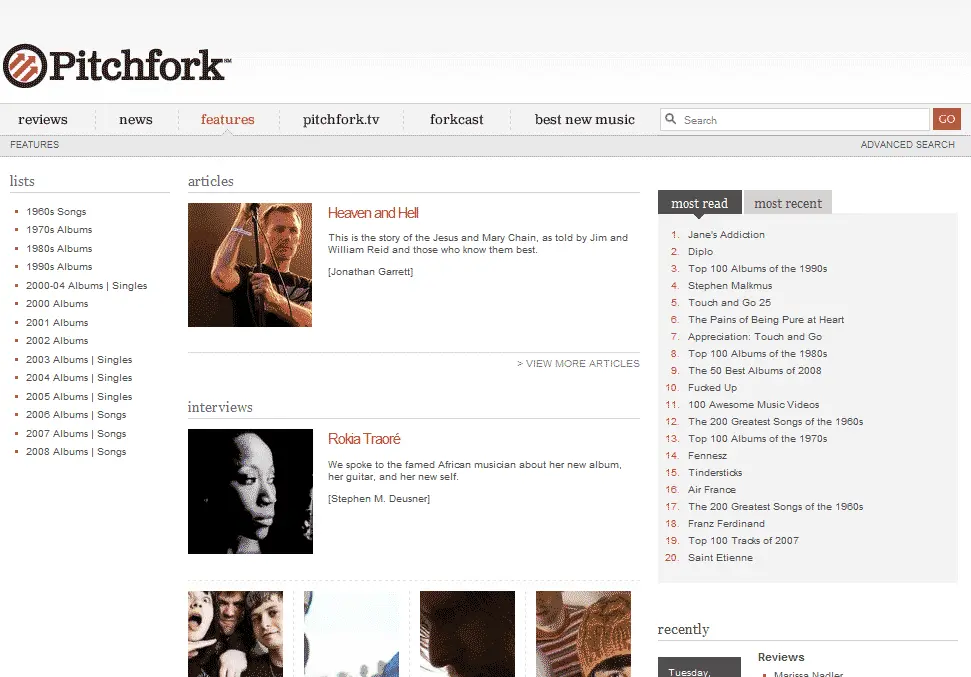 Pitchfork SM
reviews
news
features
pitchfork.tv
forkcast
best new music
Search
GO
FEATURES
ADVANCED SEARCH
lists
1960s Songs
1970s Albums
1980s Albums
1990s Albums
2000-04 Albums | Singles
2000 Albums
2001 Albums
2002 Albums
2003 Albums | Singles
2004 Albums | Singles
2005 Albums | Singles
2006 Albums | Songs
2007 Albums | Songs
2008 Albums | Songs
articles
Heaven and Hell
This is the story of the Jesus and Mary Chain, as told by Jim and
William Reid and those who know them best.
[Jonathan Garrett]
> VIEW MORE ARTICLES
interviews
Rokia Traoré
We spoke to the famed African musician about her new album,
her guitar, and her new self.
[Stephen M. Deusner]
most read
most recent
1. Jane's Addiction
2. Diplo
3. Top 100 Albums of the 1990s
4. Stephen Malkmus
5. Touch and Go 25
6. The Pains of Being Pure at Heart
7. Appreciation: Touch and Go
8. Top 100 Albums of the 1980s
9. The 50 Best Albums of 2008
10. Fucked Up
11. 100 Awesome Music Videos
12. The 200 Greatest Songs of the 1960s
13. Top 100 Albums of the 1970s
14. Fennesz
15. Tindersticks
16. Air France
17. The 200 Greatest Songs of the 1960s
18. Franz Ferdinand
19. Top 100 Tracks of 2007
20. Saint Etienne
recently
Tuesday,
Reviews
Marissa Nadler